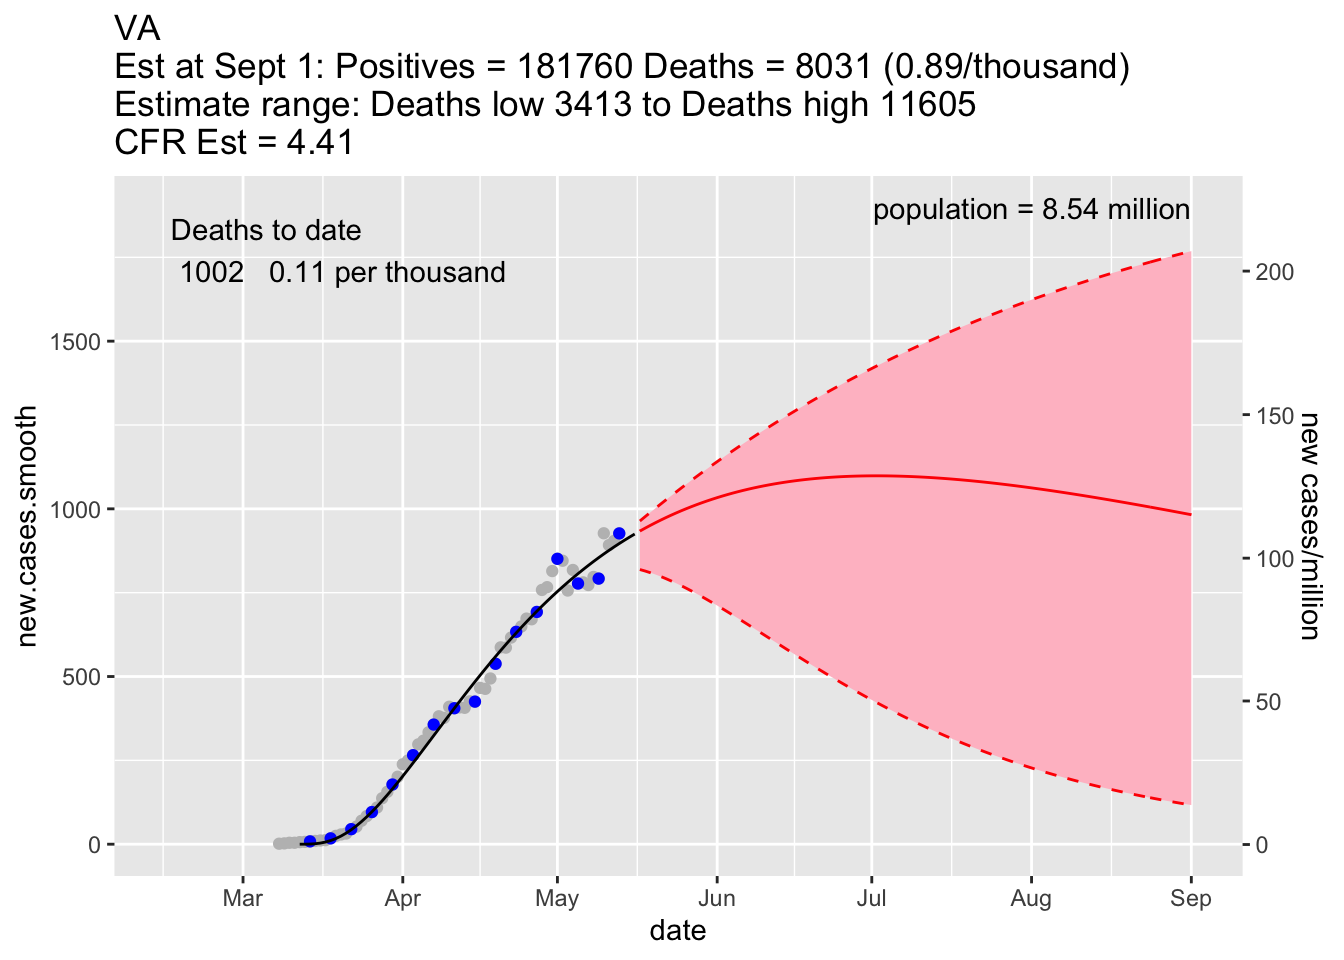 VA
Est at Sept 1: Positives = 181760 Deaths = 8031 (0.89/thousand)
Estimate range: Deaths low 3413 to Deaths high 11605
CFR Est = 4.41
population = 8.54 million
Deaths to date
1002 0.11 per thousand
new.cases.smooth
1500
1000
500
0
200
150
100
50
0
new cases/million
Mar Apr May Jun Jul Aug Sep
date